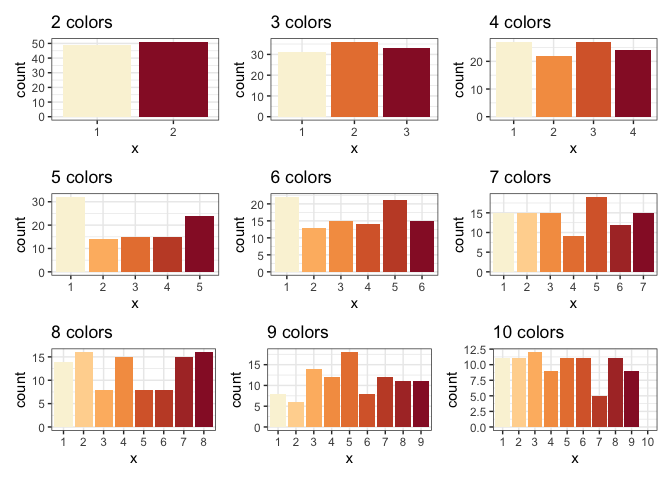 2 colors
3 colors
4 colors
50
40
30
20
10
0
count
1 2
x
30
20
10
0
count
1 2 3
x
20
10
0
count
1 2 3 4
x
5 colors
6 colors
7 colors
30
20
10
0
count
1 2 3 4 5
x
20
15
10
5
0
count
1 2 3 4 5 6
x
15
10
5
0
count
1 2 3 4 5 6 7
x
8 colors
9 colors
10 colors
15
10
5
0
count
1 2 3 4 5 6 7 8
x
15
10
5
0
count
1 2 3 4 5 6 7 8 9
x
12.5
10.0
7.5
5.0
2.5
0.0
count
1 2 3 4 5 6 7 8 9 10
x